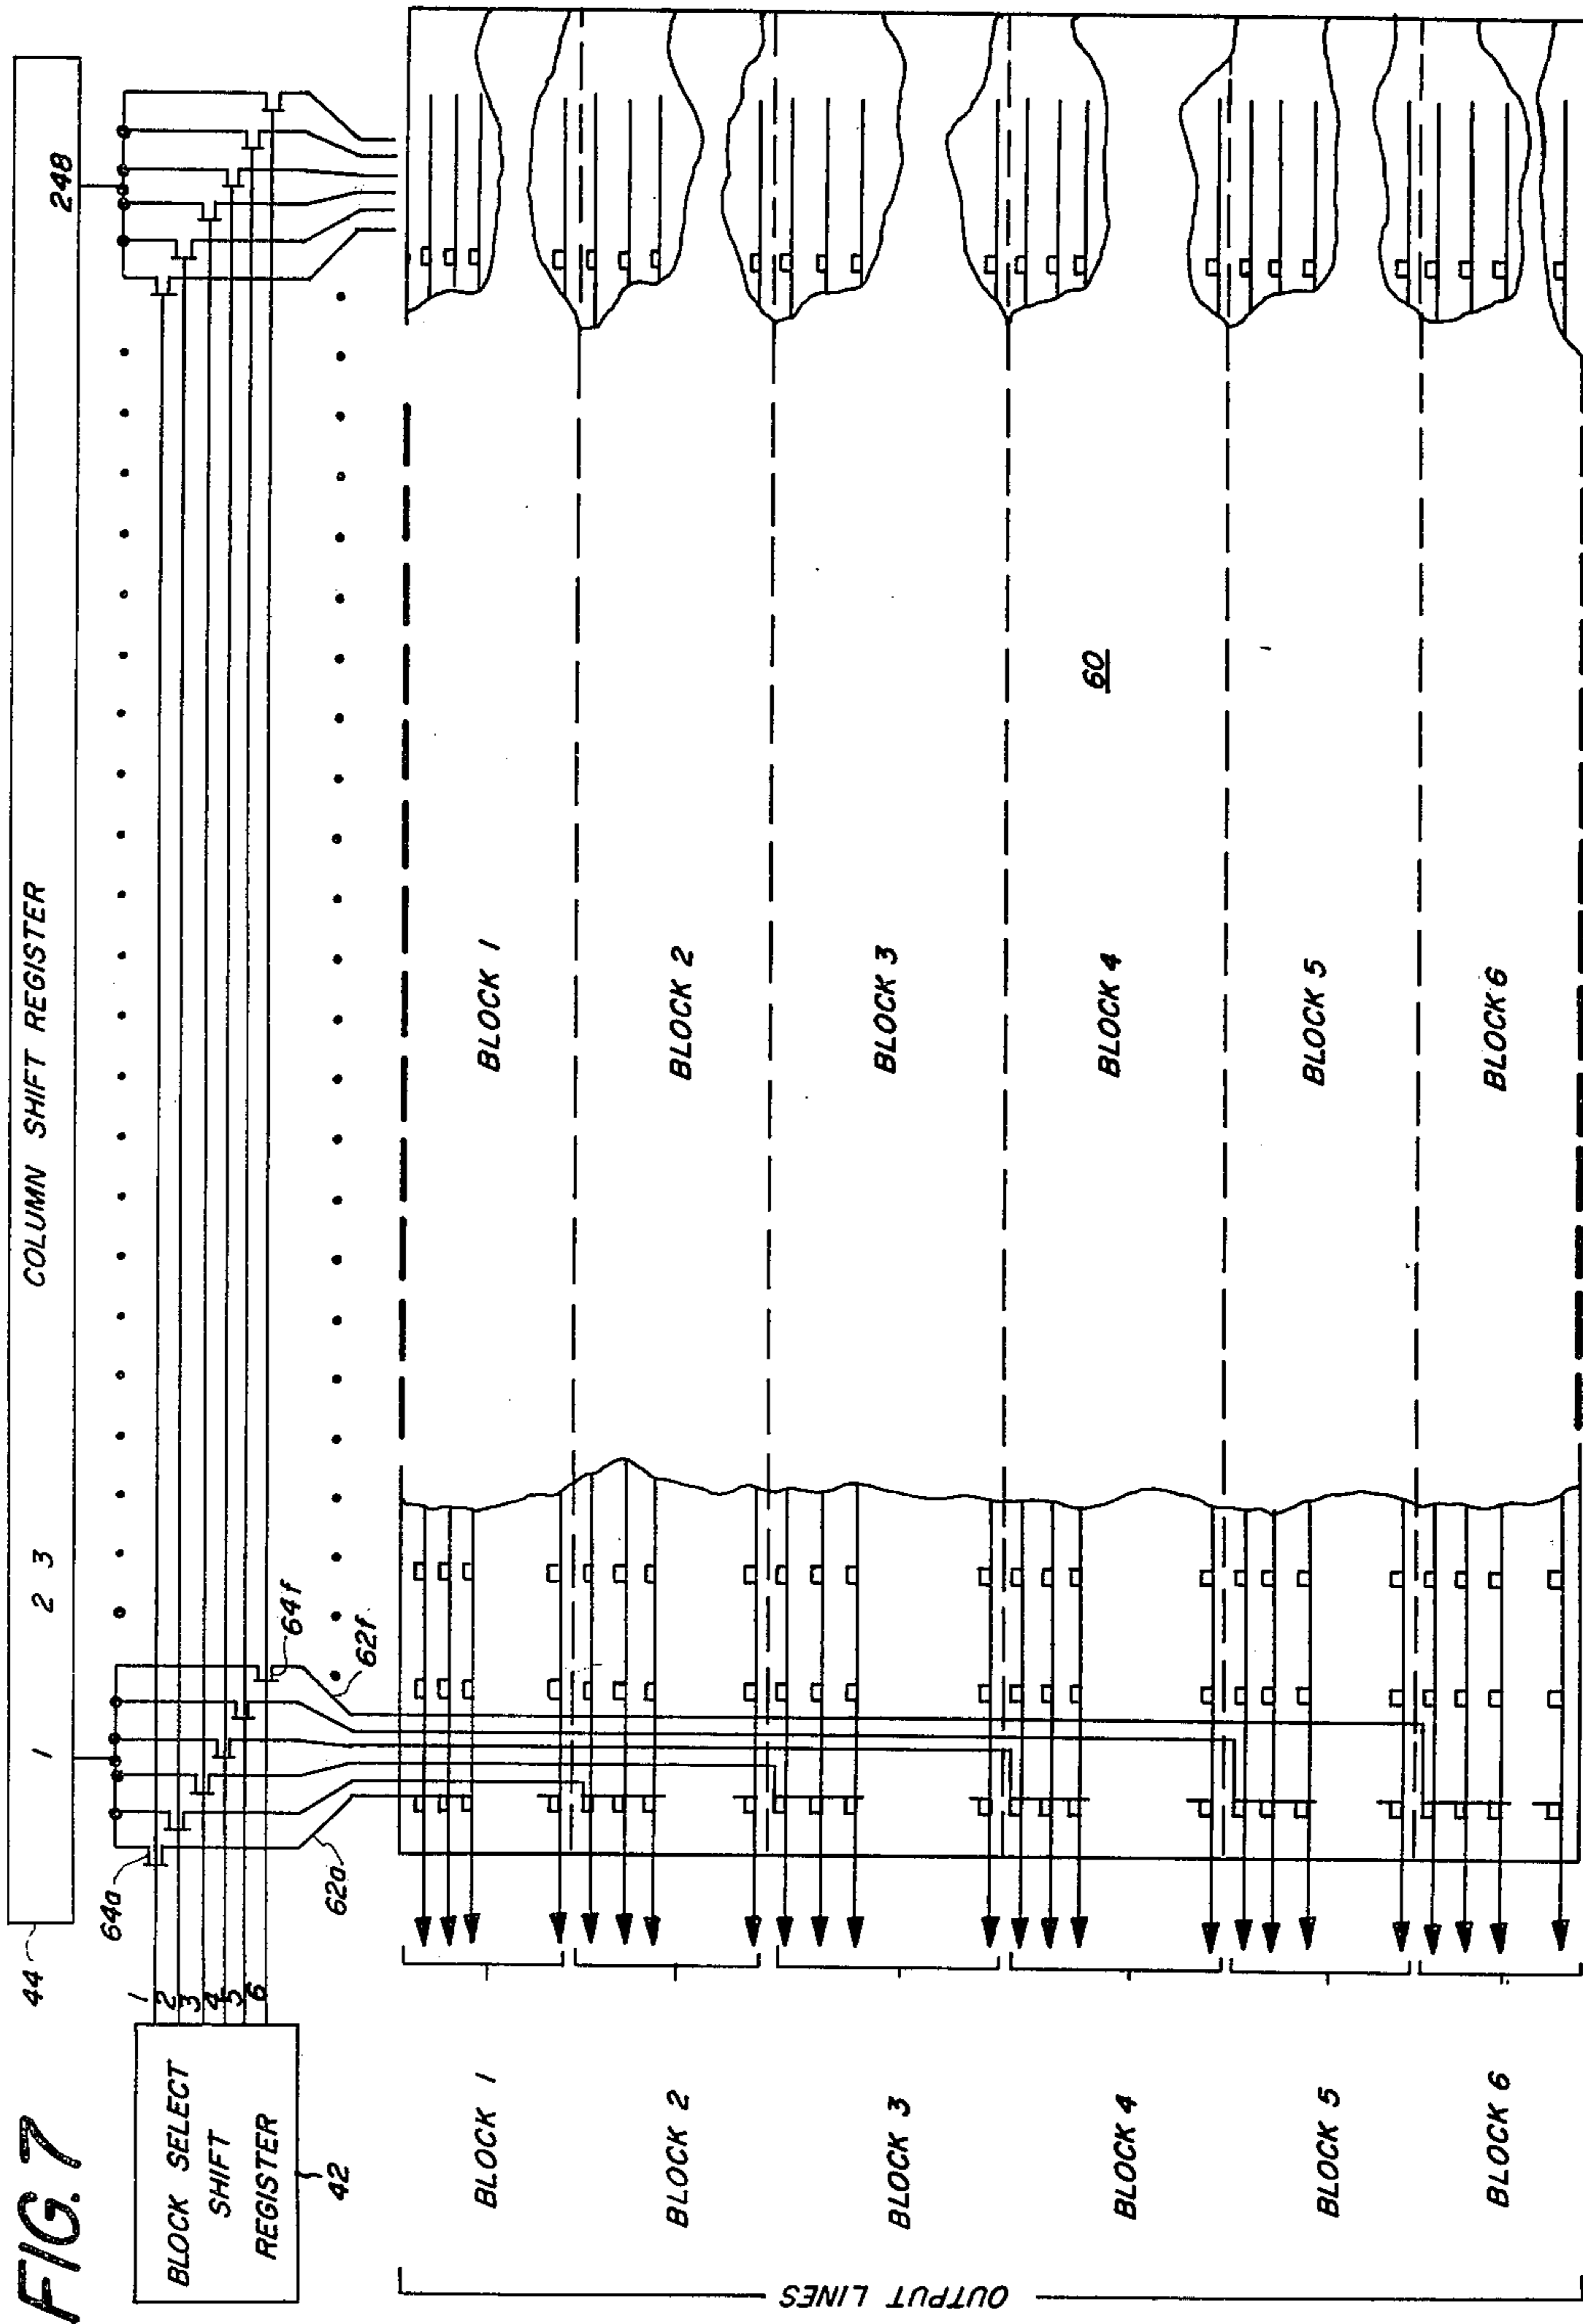 FIG. 7
44
COLUMN SHIFT REGISTER
1 2 3
248
64a
BLOCK SELECT
SHIFT
REGISTER
42
1
2
3
4
5
6
64f
62a
62f
BLOCK 1
BLOCK 2
BLOCK 3
BLOCK 4
BLOCK 5
BLOCK 6
60
OUTPUT LINES
BLOCK 1
BLOCK 2
BLOCK 3
BLOCK 4
BLOCK 5
BLOCK 6